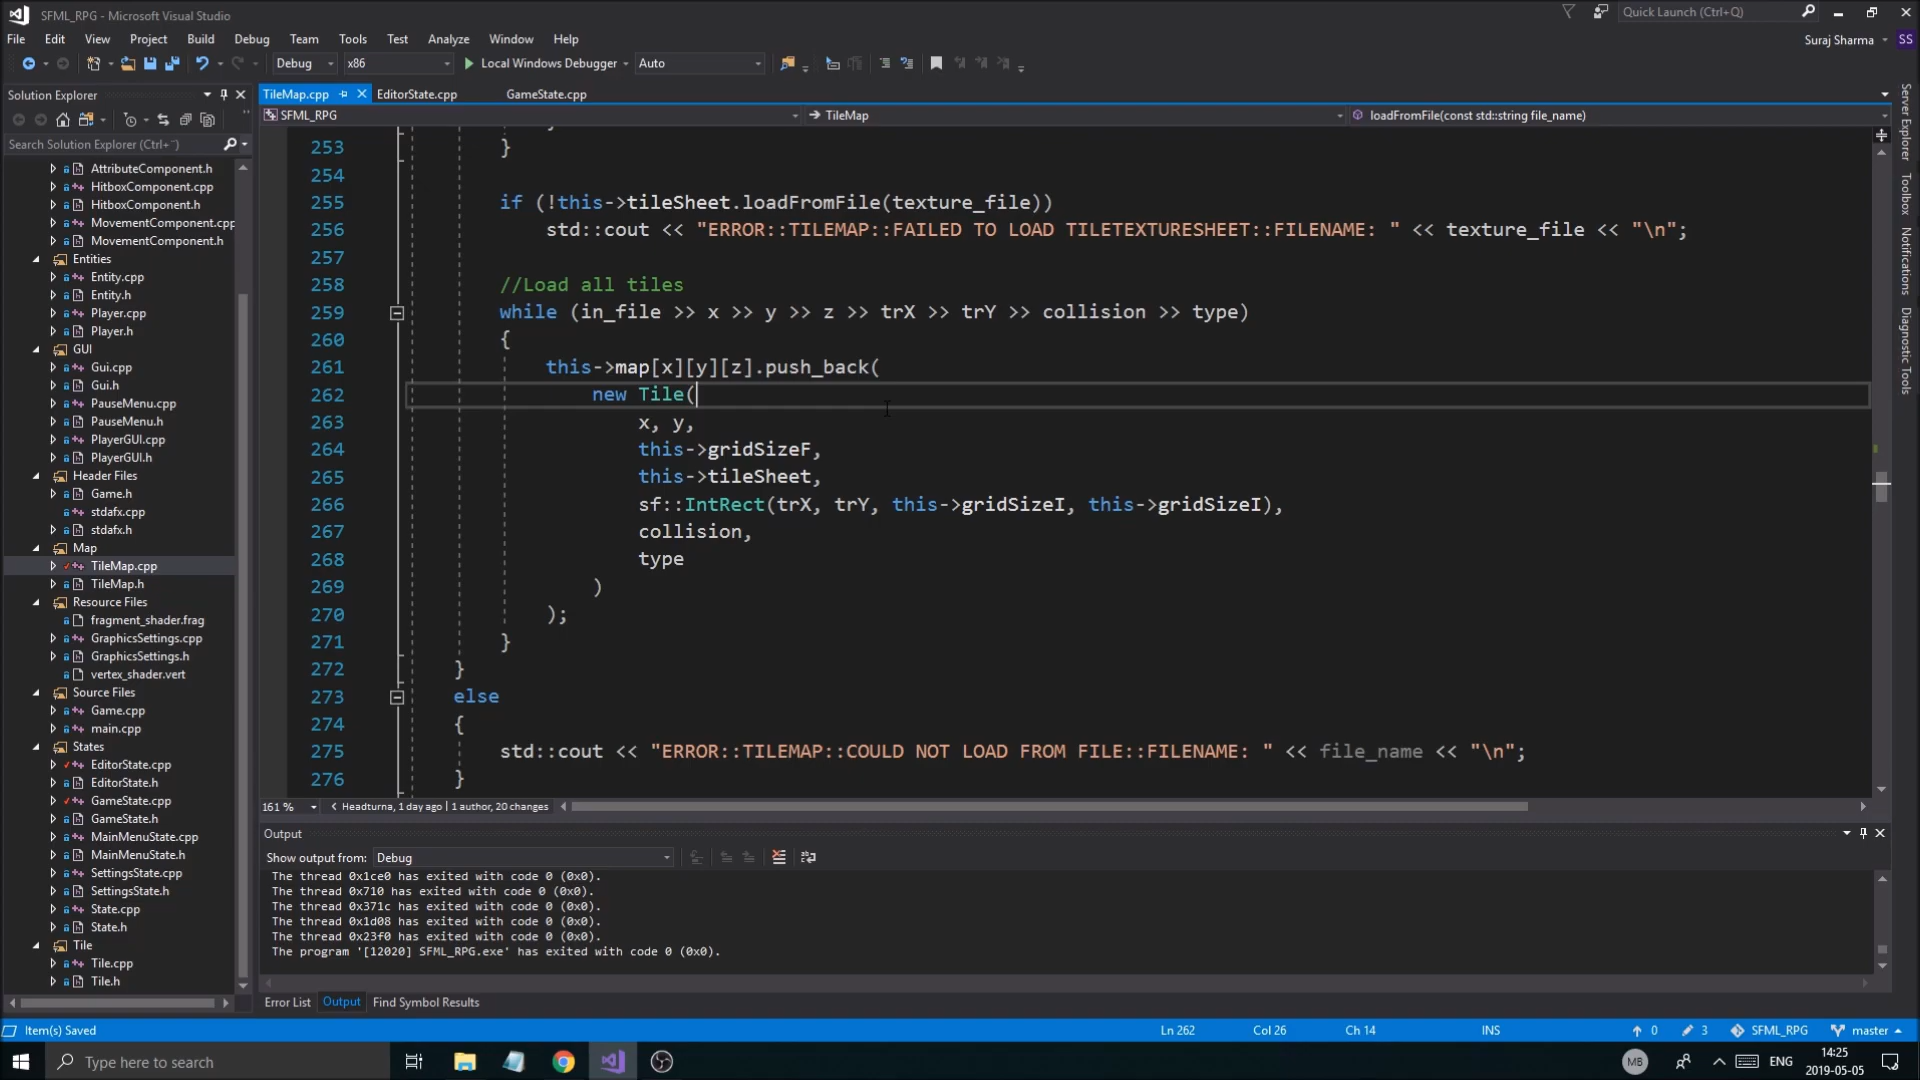 SFML_RPG - Microsoft Visual Studio
Quick Launch (Ctrl+Q)
File Edit View Project Build Debug Team Tools Test Analyze Window Help
Suraj Sharma SS
Debug x86 Local Windows Debugger Auto
Solution Explorer
Search Solution Explorer (Ctrl+¨)
AttributeComponent.h
HitboxComponent.cpp
HitboxComponent.h
MovementComponent.cpp
MovementComponent.h
Entities
Entity.cpp
Entity.h
Player.cpp
Player.h
GUI
Gui.cpp
Gui.h
PauseMenu.cpp
PauseMenu.h
PlayerGUI.cpp
PlayerGUI.h
Header Files
Game.h
stdafx.cpp
stdafx.h
Map
TileMap.cpp
TileMap.h
Resource Files
fragment_shader.frag
GraphicsSettings.cpp
GraphicsSettings.h
vertex_shader.vert
Source Files
Game.cpp
main.cpp
States
EditorState.cpp
EditorState.h
GameState.cpp
GameState.h
MainMenuState.cpp
MainMenuState.h
SettingsState.cpp
SettingsState.h
State.cpp
State.h
Tile
Tile.cpp
Tile.h
TileMap.cpp EditorState.cpp GameState.cpp
SFML_RPG TileMap loadFromFile(const std::string file_name)
253 }
254
255 if (!this->tileSheet.loadFromFile(texture_file))
256 std::cout << "ERROR::TILEMAP::FAILED TO LOAD TILETEXTURESHEET::FILENAME: " << texture_file << "\n";
257
258 //Load all tiles
259 while (in_file >> x >> y >> z >> trX >> trY >> collision >> type)
260 {
261 this->map[x][y][z].push_back(
262 new Tile(
263 x, y,
264 this->gridSizeF,
265 this->tileSheet,
266 sf::IntRect(trX, trY, this->gridSizeI, this->gridSizeI),
267 collision,
268 type
269 )
270 );
271 }
272 }
273 else
274 {
275 std::cout << "ERROR::TILEMAP::COULD NOT LOAD FROM FILE::FILENAME: " << file_name << "\n";
276 }
161 % Headturna, 1 day ago | 1 author, 20 changes
Output
Show output from: Debug
The thread 0x1ce0 has exited with code 0 (0x0).
The thread 0x710 has exited with code 0 (0x0).
The thread 0x371c has exited with code 0 (0x0).
The thread 0x1d08 has exited with code 0 (0x0).
The thread 0x23f0 has exited with code 0 (0x0).
The program '[12020] SFML_RPG.exe' has exited with code 0 (0x0).
Error List Output Find Symbol Results
Server Explorer
Toolbox
Notifications
Diagnostic Tools
Item(s) Saved Ln 262 Col 26 Ch 14 INS 0 3 SFML_RPG master
Type here to search
MB ENG 14:25
2019-05-05